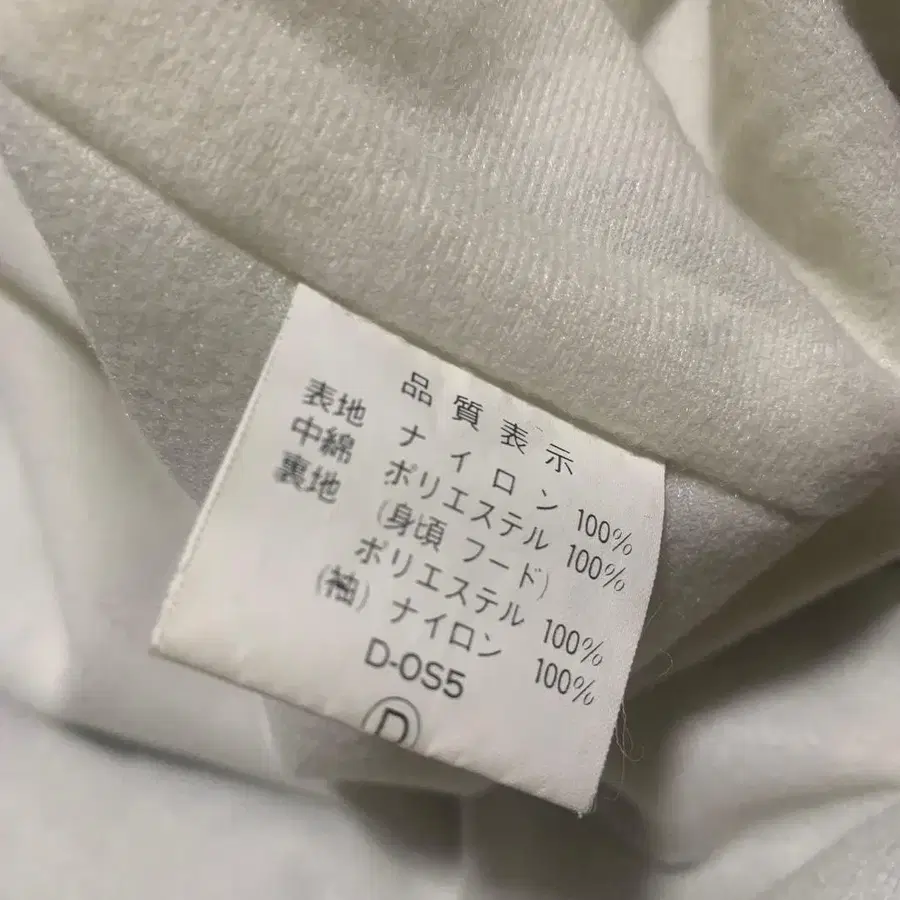 品質表示
表地 ナイロン 100%
中綿 ポリエステル 100%
裏地 (身頃 フード)
ポリエステル 100%
(袖) ナイロン 100%
D-0S5
D